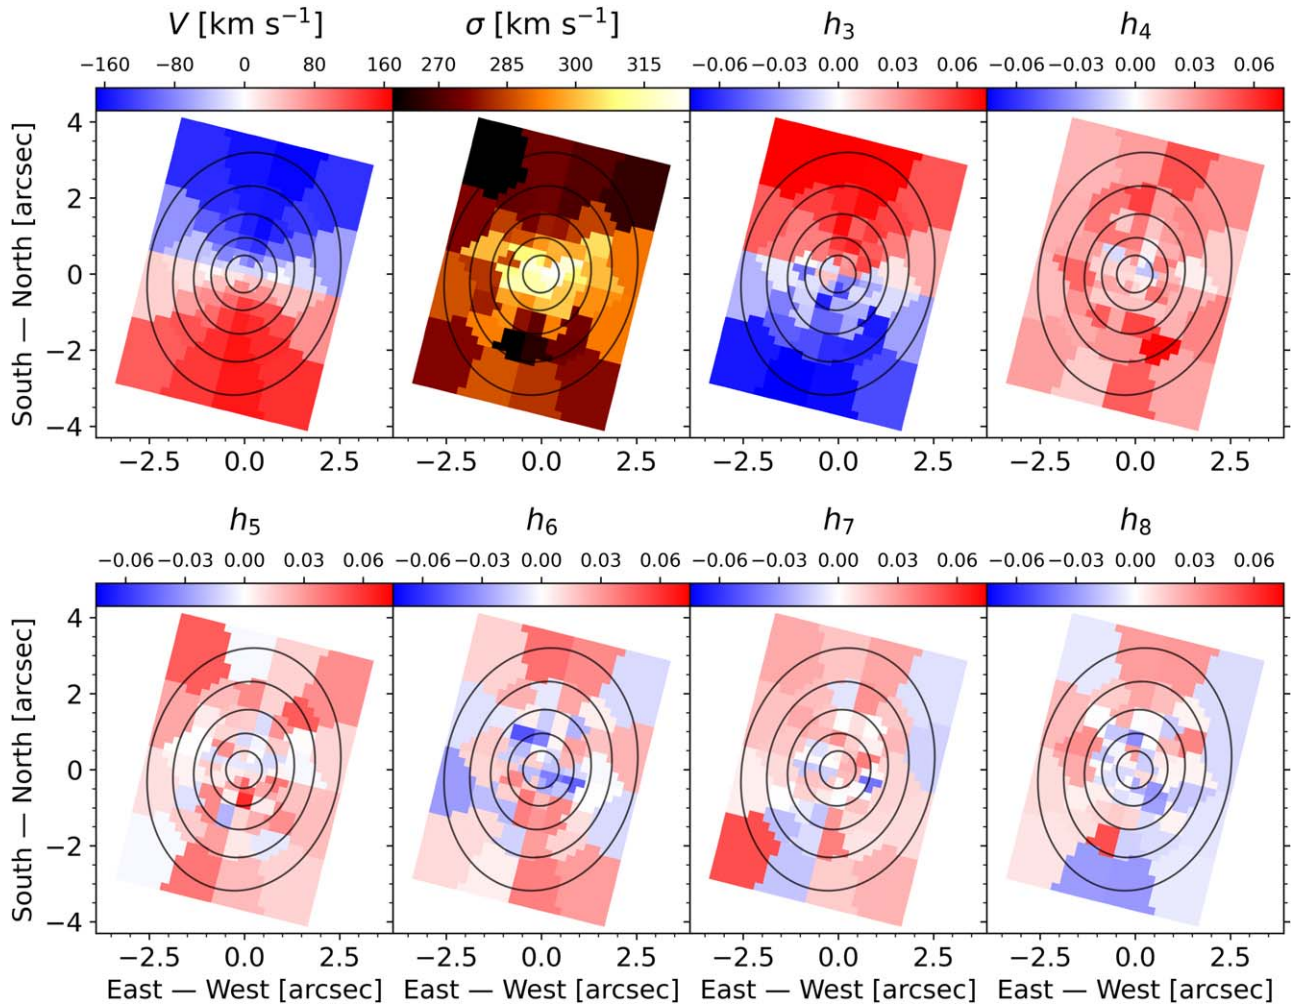 V [km s⁻¹] σ [km s⁻¹] h₃ h₄
−160 −80 0 80 160 270 285 300 315 −0.06 −0.03 0.00 0.03 0.06 −0.06 −0.03 0.00 0.03 0.06
South — North [arcsec]
4
2
0
−2
−4
−2.5 0.0 2.5 −2.5 0.0 2.5 −2.5 0.0 2.5 −2.5 0.0 2.5
h₅ h₆ h₇ h₈
−0.06 −0.03 0.00 0.03 0.06 −0.06 −0.03 0.00 0.03 0.06 −0.06 −0.03 0.00 0.03 0.06 −0.06 −0.03 0.00 0.03 0.06
South — North [arcsec]
4
2
0
−2
−4
−2.5 0.0 2.5 −2.5 0.0 2.5 −2.5 0.0 2.5 −2.5 0.0 2.5
East — West [arcsec] East — West [arcsec] East — West [arcsec] East — West [arcsec]